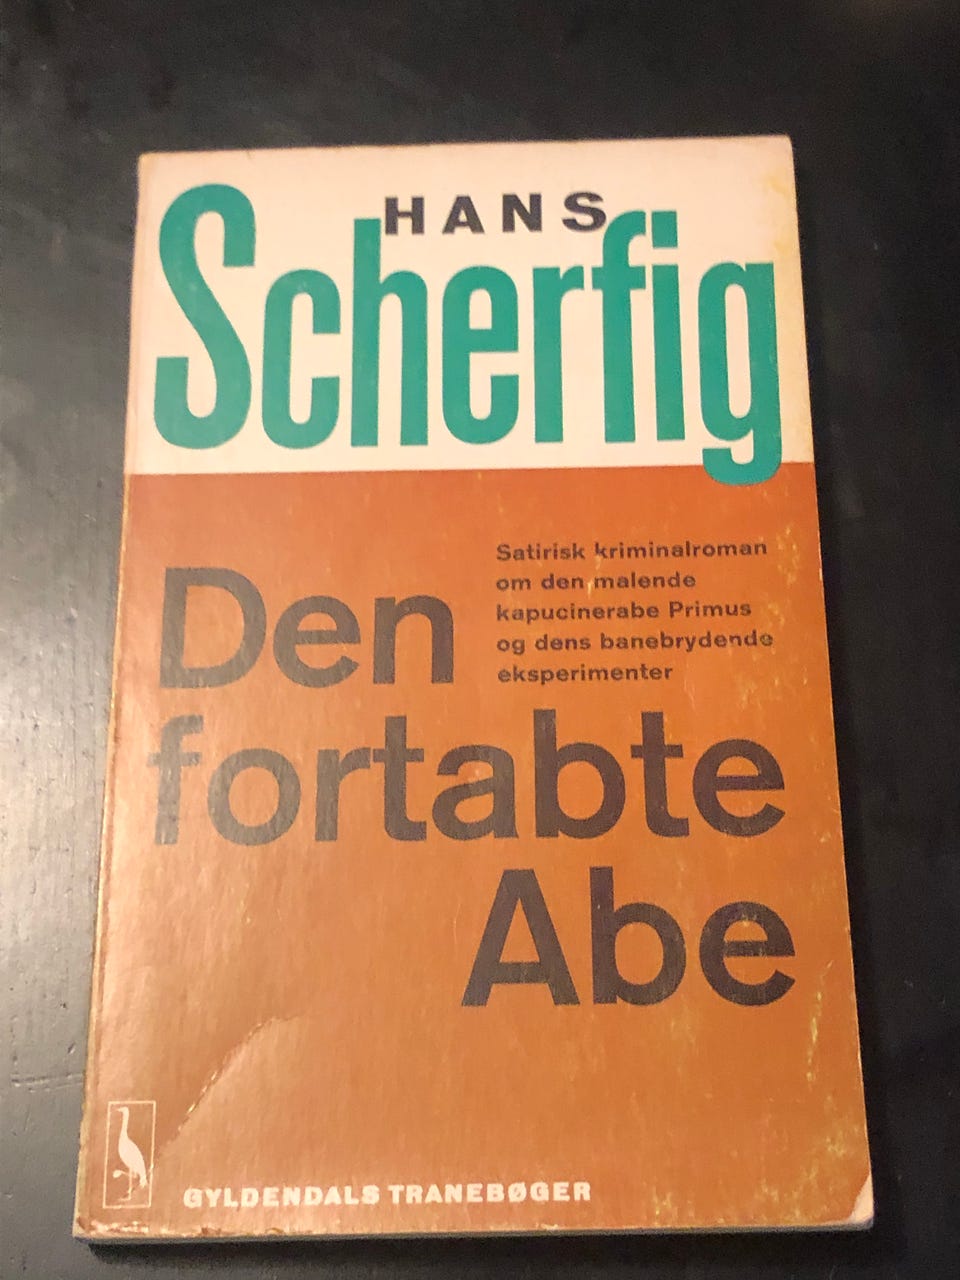 HANS
Scherfig
Satirisk kriminalroman
om den malende
kapucinerabe Primus
og dens banebrydende
eksperimenter
Den
fortabte
Abe
GYLDENDALS TRANEBØGER